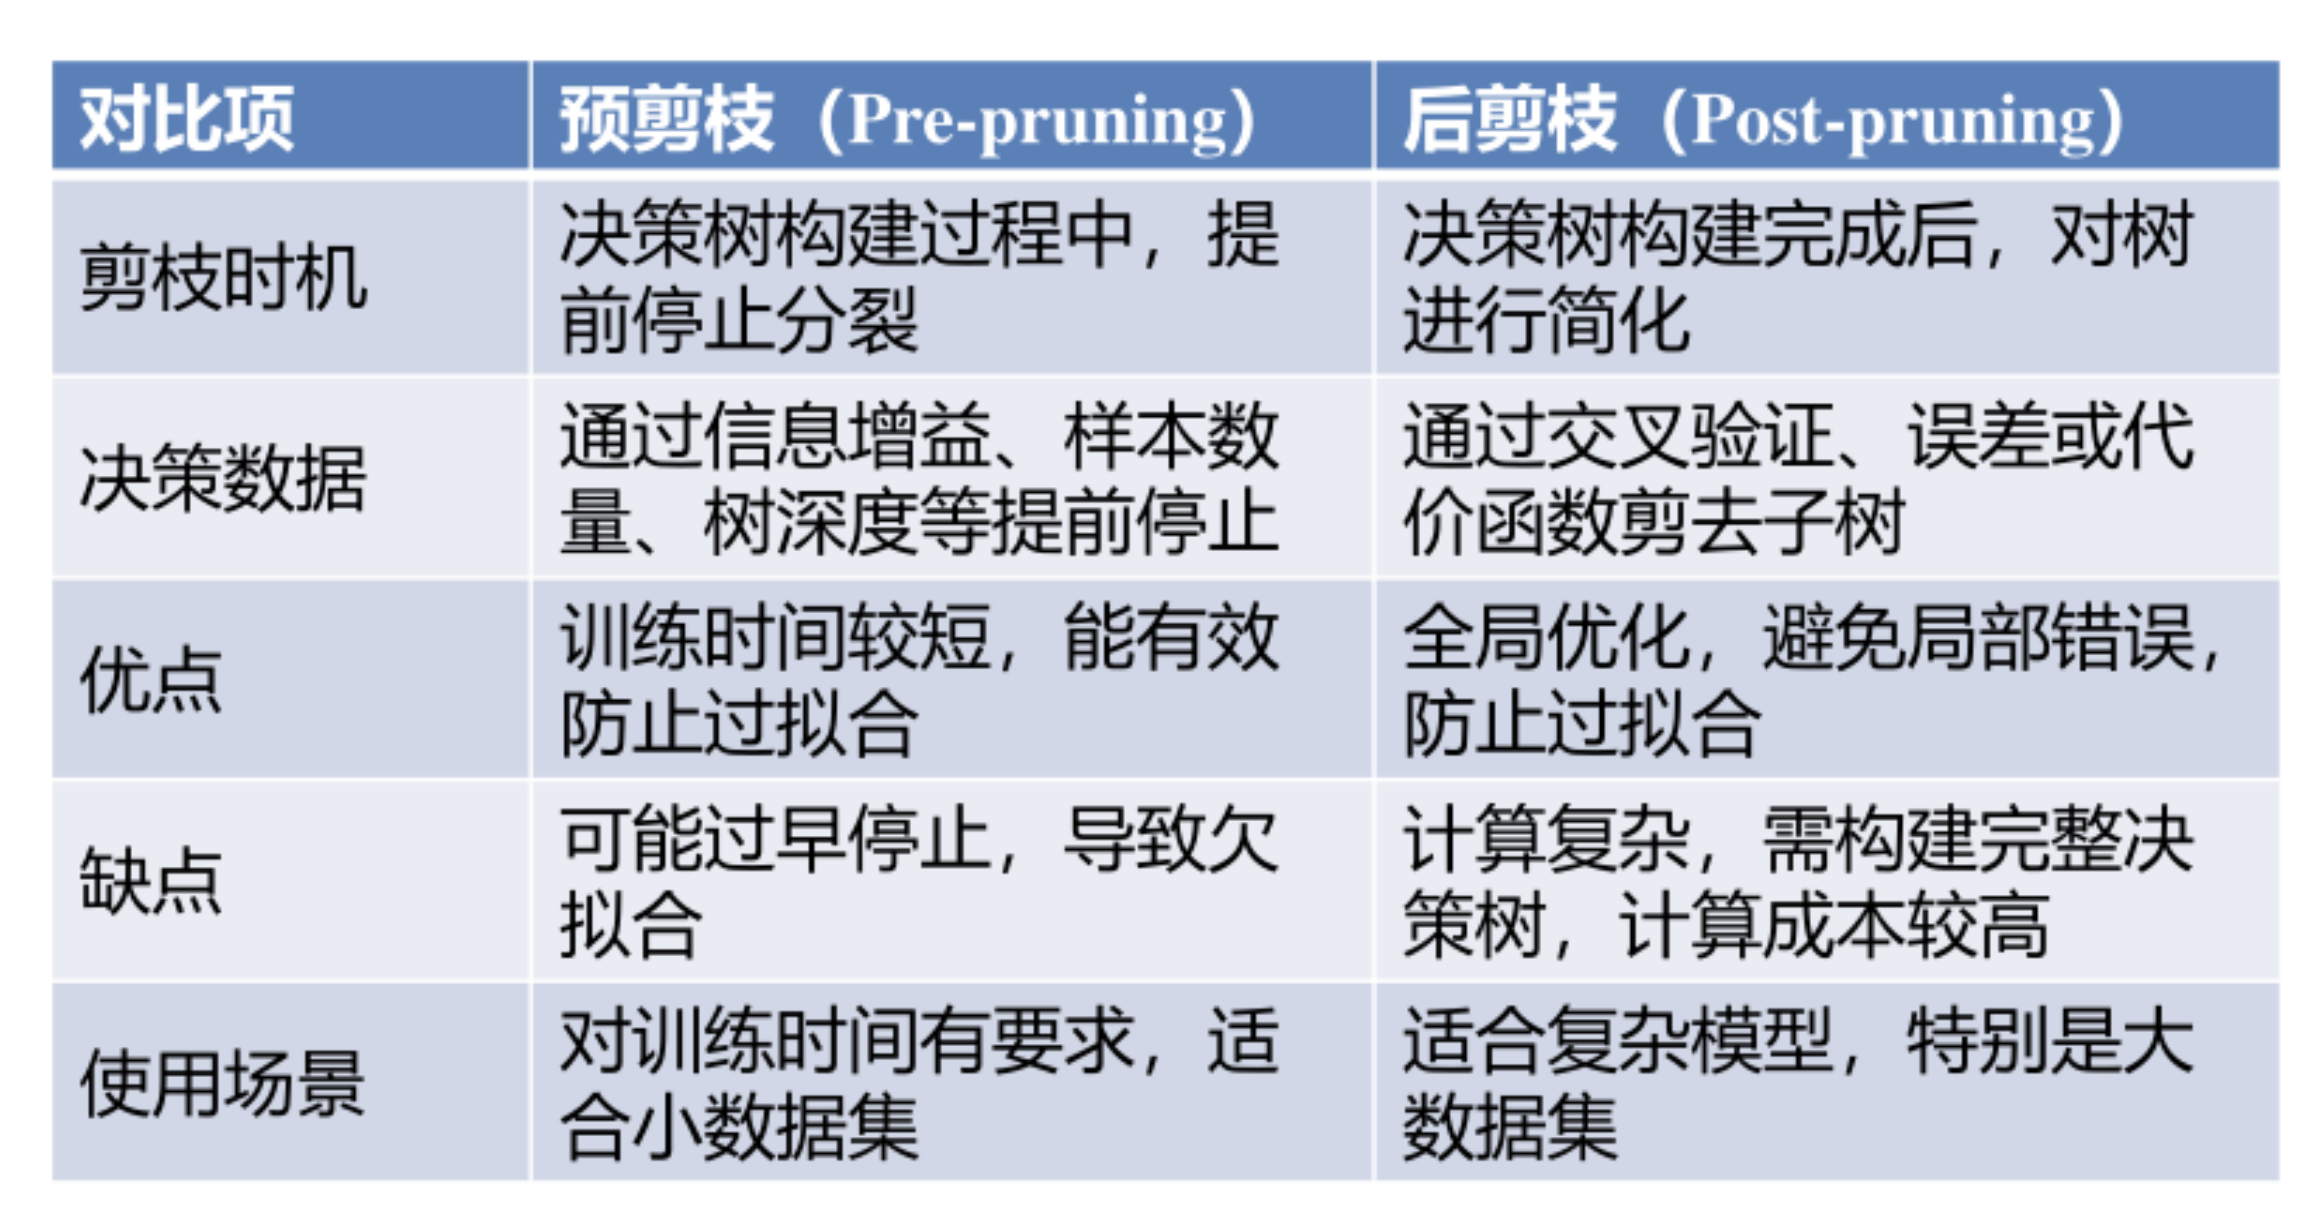 对比项
预剪枝（Pre-pruning）
后剪枝（Post-pruning）
剪枝时机
决策树构建过程中，提
前停止分裂
决策树构建完成后，对树
进行简化
决策数据
通过信息增益、样本数
量、树深度等提前停止
通过交叉验证、误差或代
价函数剪去子树
优点
训练时间较短，能有效
防止过拟合
全局优化，避免局部错误，
防止过拟合
缺点
可能过早停止，导致欠
拟合
计算复杂，需构建完整决
策树，计算成本较高
使用场景
对训练时间有要求，适
合小数据集
适合复杂模型，特别是大
数据集